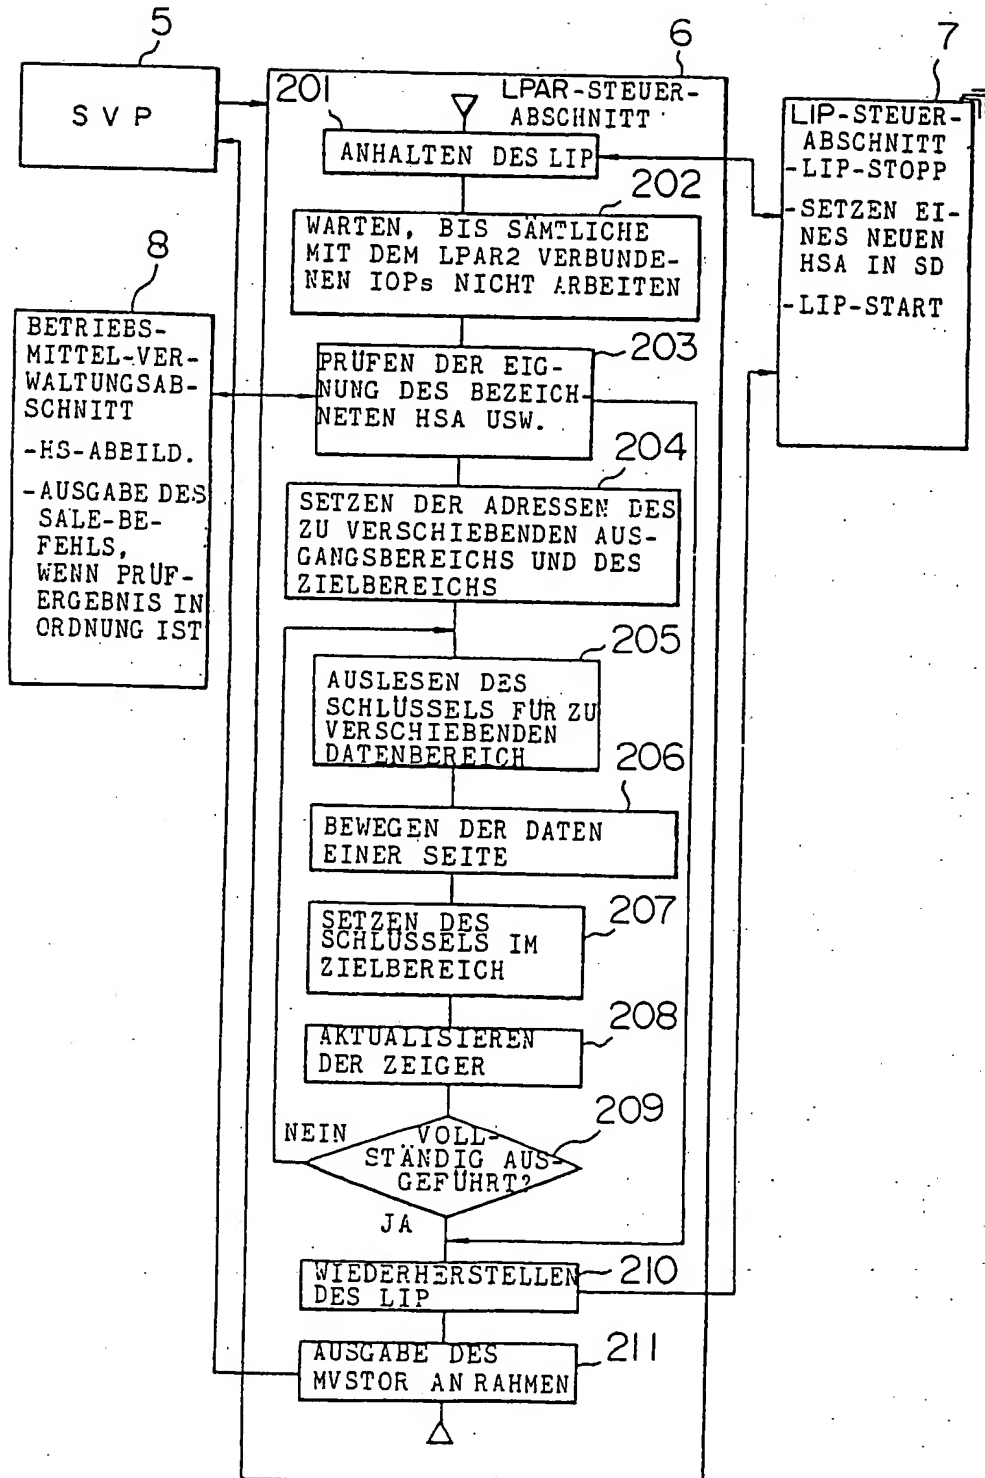 5
SVP
6
LPAR-STEUER-
ABSCHNITT
201
ANHALTEN DES LIP
202
WARTEN, BIS SÄMTLICHE
MIT DEM LPAR2 VERBUNDE-
NEN IOPs NICHT ARBEITEN
203
PRÜFEN DER EIG-
NUNG DES BEZEICH-
NETEN HSA USW.
204
SETZEN DER ADRESSEN DES
ZU VERSCHIEBENDEN AUS-
GANGSBEREICHS UND DES
ZIELBEREICHS
205
AUSLESEN DES
SCHLÜSSELS FÜR ZU
VERSCHIEBENDEN
DATENBEREICH
206
BEWEGEN DER DATEN
EINER SEITE
207
SETZEN DES
SCHLÜSSELS IM
ZIELBEREICH
208
AKTUALISIEREN
DER ZEIGER
209
NEIN
VOLL-
STÄNDIG AUS-
GEFÜHRT?
JA
210
WIEDERHERSTELLEN
DES LIP
211
AUSGABE DES
MVSTOR AN RAHMEN
7
LIP-STEUER-
ABSCHNITT
-LIP-STOPP
-SETZEN EI-
NES NEUEN
HSA IN SD
-LIP-START
8
BETRIEBS-
MITTEL-VER-
WALTUNGSAB-
SCHNITT
-HS-ABBILD.
-AUSGABE DES
SALE-BE-
FEHLS,
WENN PRÜF-
ERGEBNIS IN
ORDNUNG IST